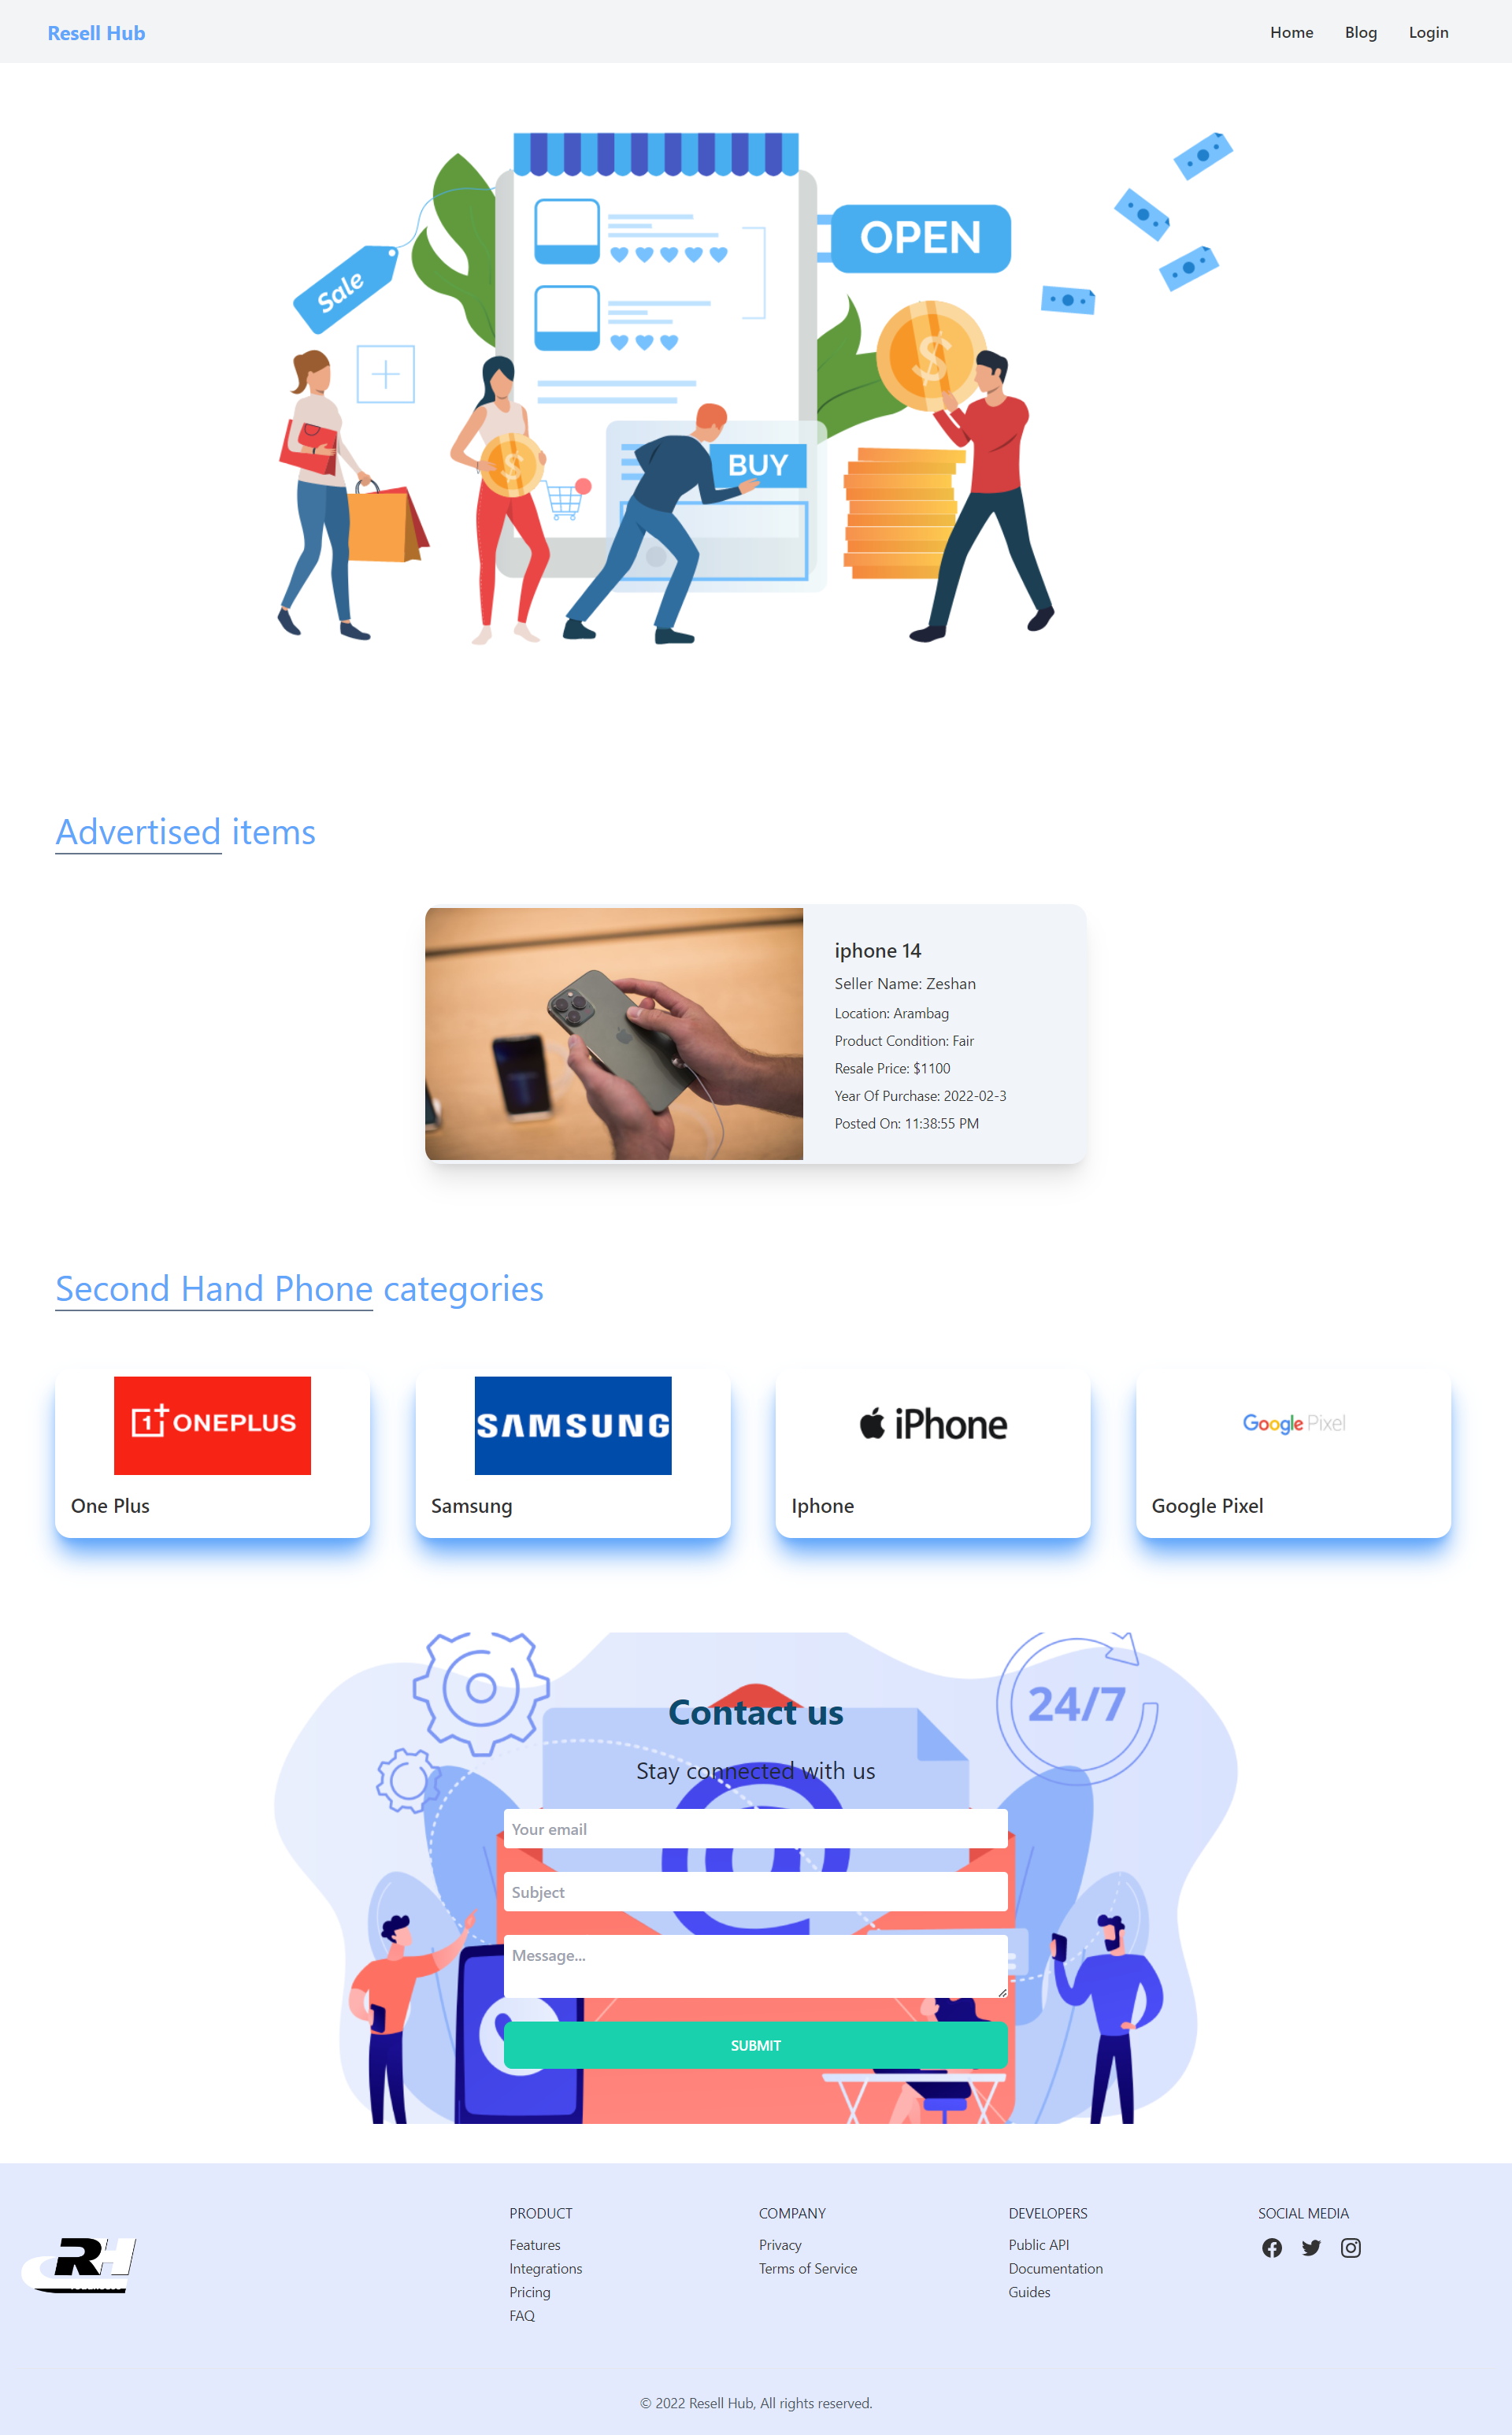 Resell Hub
Home Blog Login
Sale
OPEN
BUY
Advertised items
iphone 14
Seller Name: Zeshan
Location: Arambag
Product Condition: Fair
Resale Price: $1100
Year Of Purchase: 2022-02-3
Posted On: 11:38:55 PM
Second Hand Phone categories
ONEPLUS
One Plus
SAMSUNG
Samsung
iPhone
Iphone
Google Pixel
Google Pixel
24/7
Contact us
Stay connected with us
Your email
Subject
Message...
SUBMIT
RH
PRODUCT
Features
Integrations
Pricing
FAQ
COMPANY
Privacy
Terms of Service
DEVELOPERS
Public API
Documentation
Guides
SOCIAL MEDIA
© 2022 Resell Hub, All rights reserved.